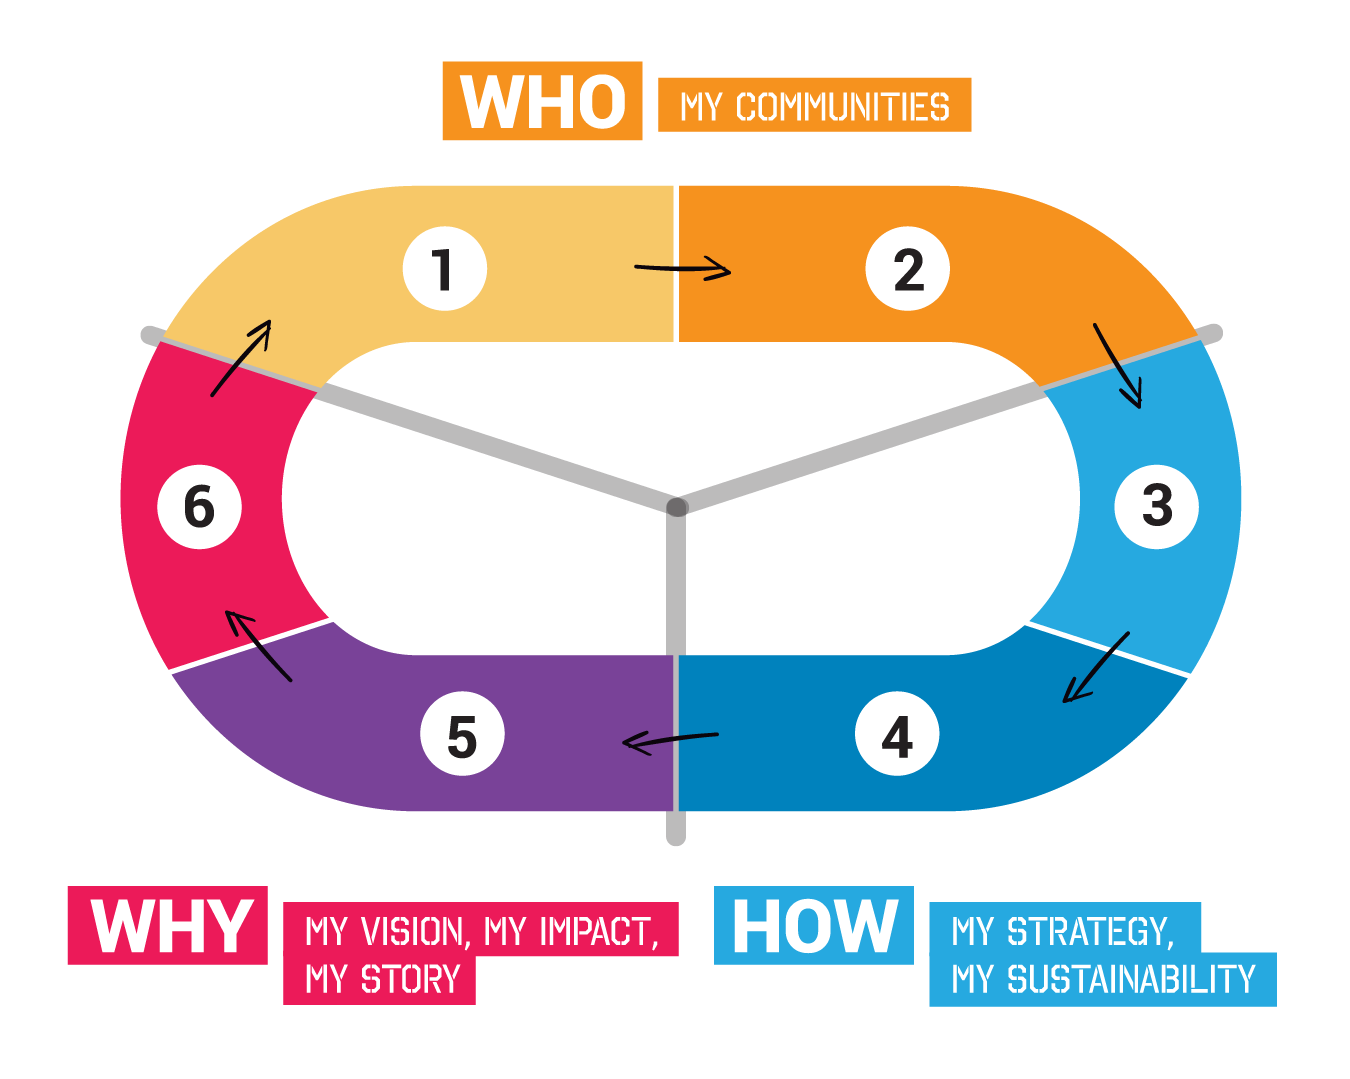 WHO MY COMMUNITIES
1
2
6
3
5
4
WHY MY VISION, MY IMPACT,
MY STORY
HOW MY STRATEGY,
MY SUSTAINABILITY